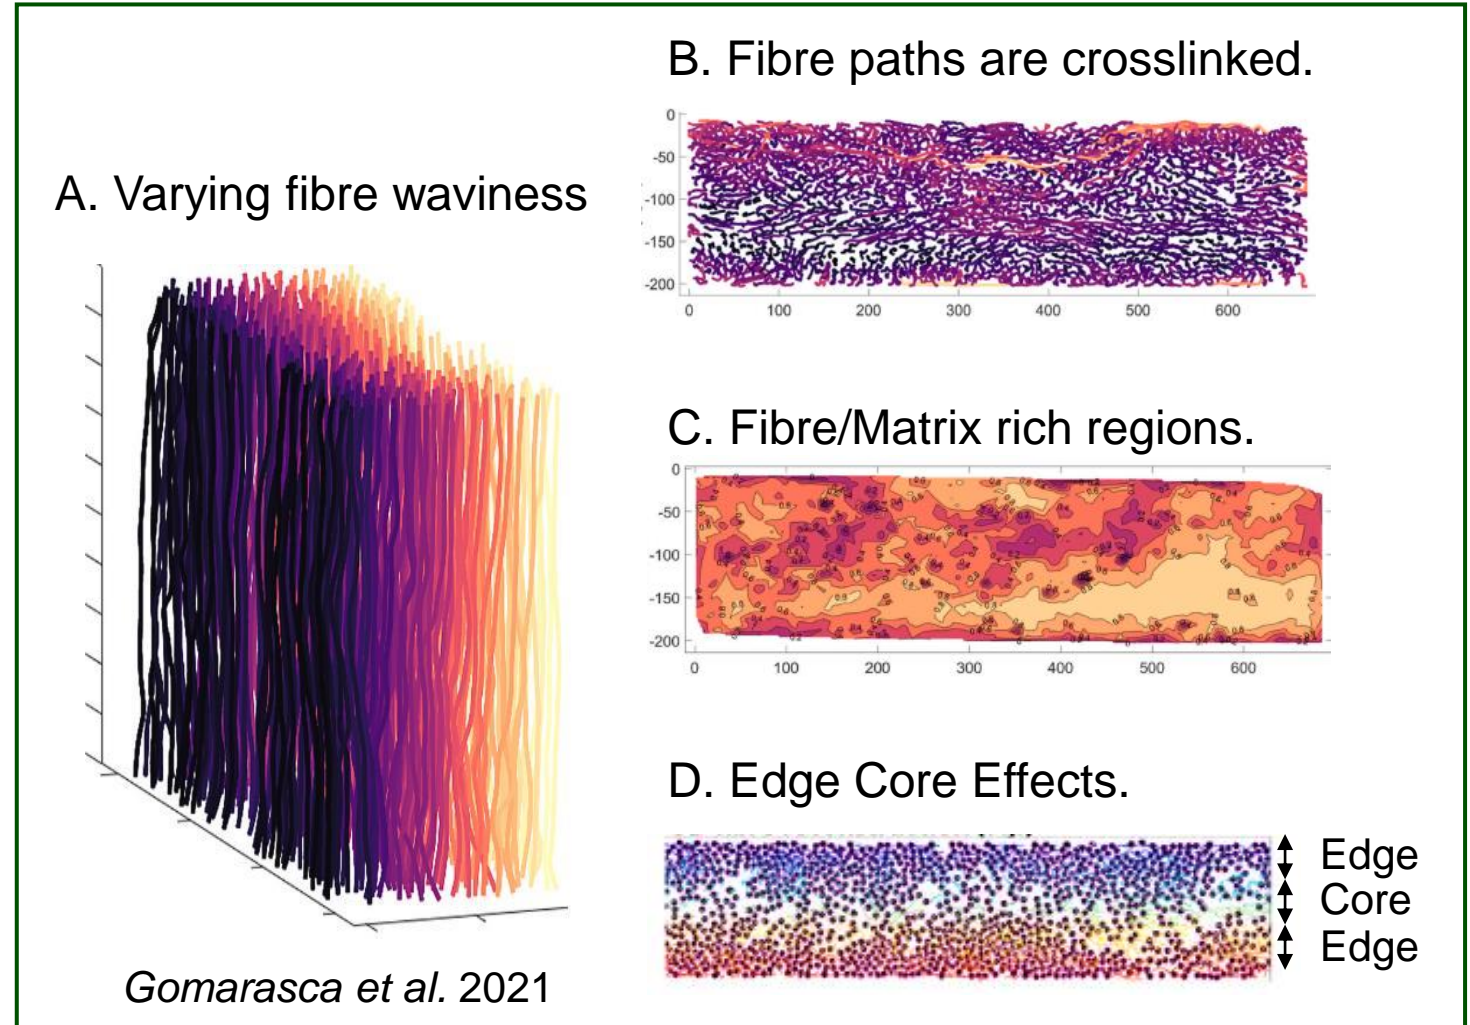 A. Varying fibre waviness
Gomarasca et al. 2021
B. Fibre paths are crosslinked.
0
-50
-100
-150
-200
0 100 200 300 400 500 600
C. Fibre/Matrix rich regions.
0
-50
-100
-150
-200
0 100 200 300 400 500 600
D. Edge Core Effects.
Edge
Core
Edge